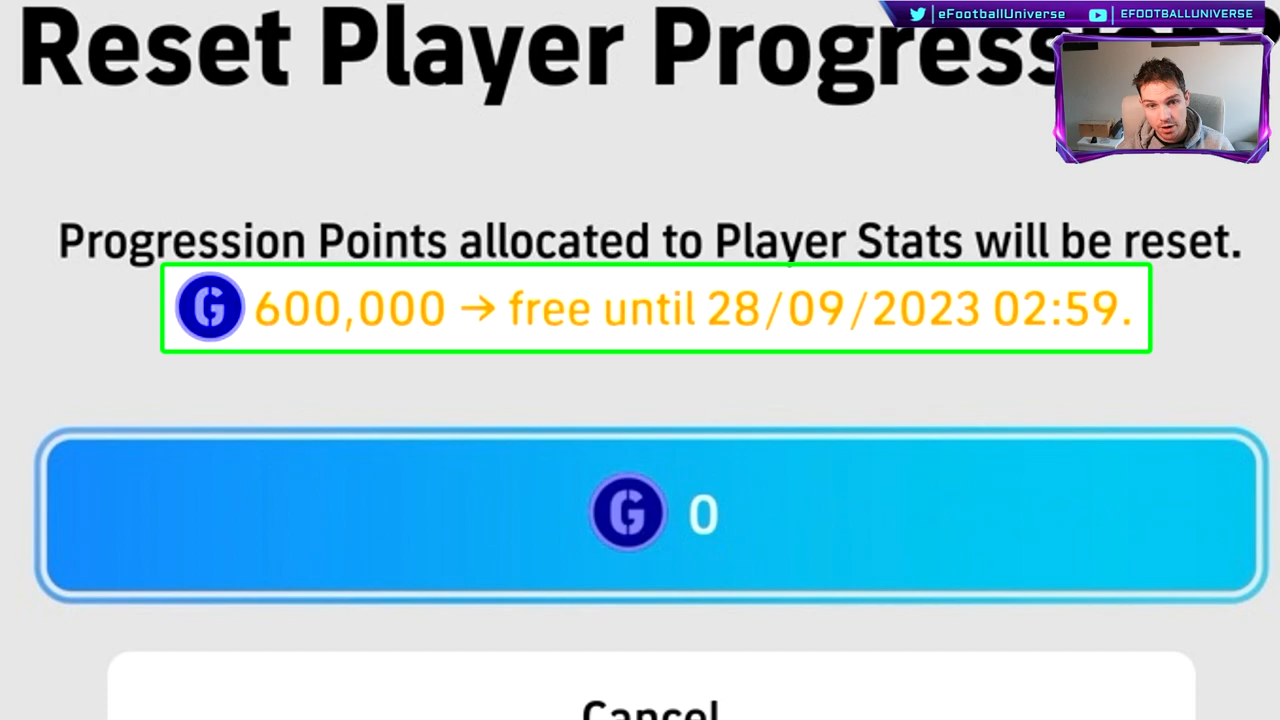 eFootballUniverse EFOOTBALLUNIVERSE
Reset Player Progression?
Progression Points allocated to Player Stats will be reset.
G 600,000 → free until 28/09/2023 02:59.
G 0
Cancel